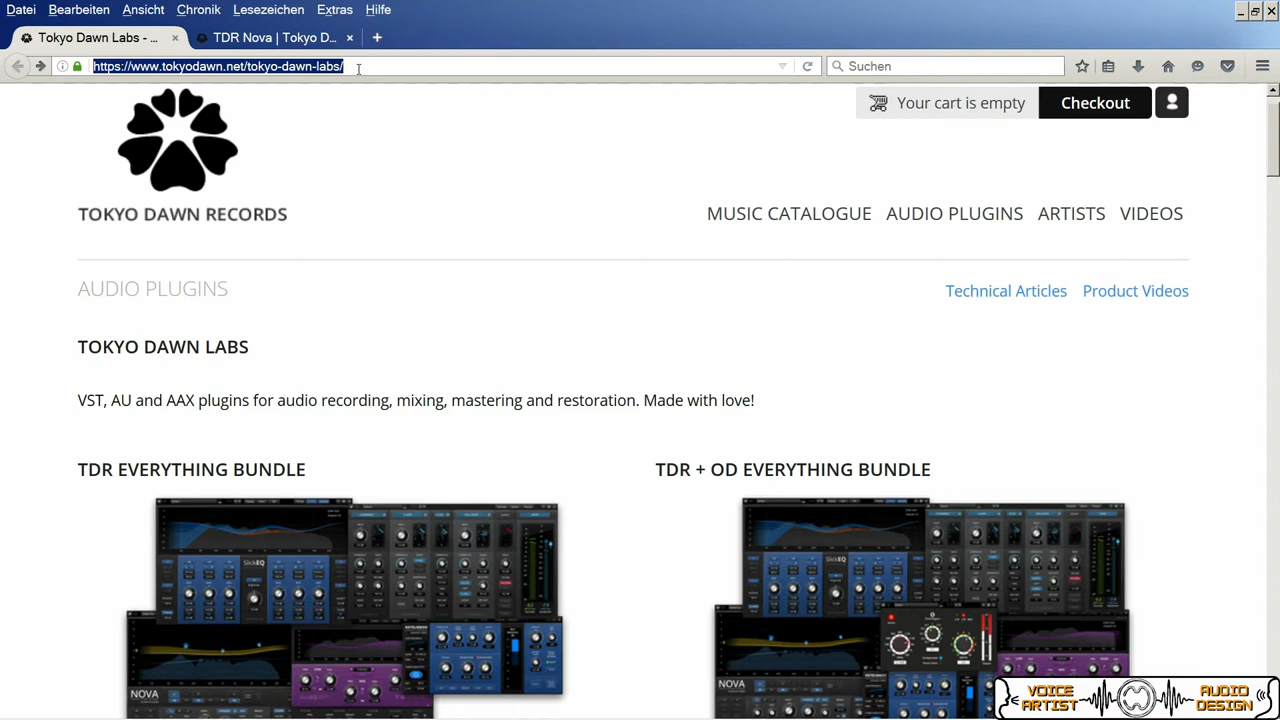 Datei Bearbeiten Ansicht Chronik Lesezeichen Extras Hilfe
Tokyo Dawn Labs - ... TDR Nova | Tokyo D...
https://www.tokyodawn.net/tokyo-dawn-labs/ Suchen
Your cart is empty Checkout
TOKYO DAWN RECORDS
MUSIC CATALOGUE AUDIO PLUGINS ARTISTS VIDEOS
AUDIO PLUGINS Technical Articles Product Videos
TOKYO DAWN LABS
VST, AU and AAX plugins for audio recording, mixing, mastering and restoration. Made with love!
TDR EVERYTHING BUNDLE TDR + OD EVERYTHING BUNDLE
SlickEQ SlickEQ
NOVA NOVA
VOICE ARTIST AUDIO DESIGN